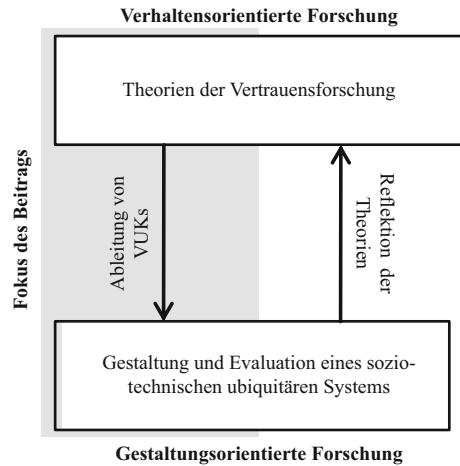 Verhaltensorientierte Forschung
Theorien der Vertrauensforschung
Fokus des Beitrags
Ableitung von
VUKs
Reflektion der
Theorien
Gestaltung und Evaluation eines sozio-
technischen ubiquitären Systems
Gestaltungsorientierte Forschung